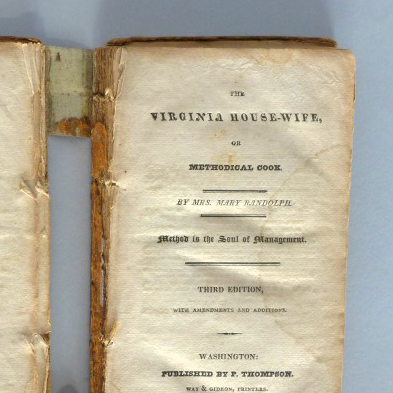 THE
VIRGINIA HOUSE-WIFE,
OR
METHODICAL COOK.
BY MRS. MARY RANDOLPH.
Method is the Soul of Management.
THIRD EDITION,
WITH AMENDMENTS AND ADDITIONS.
WASHINGTON:
PUBLISHED BY P. THOMPSON.
WAY & GIDEON, PRINTERS.